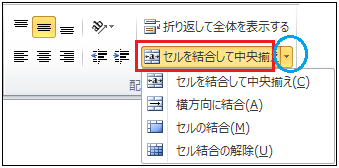 折り返して全体を表示する
セルを結合して中央揃え
配
セルを結合して中央揃え(C)
横方向に結合(A)
セルの結合(M)
セル結合の解除(U)